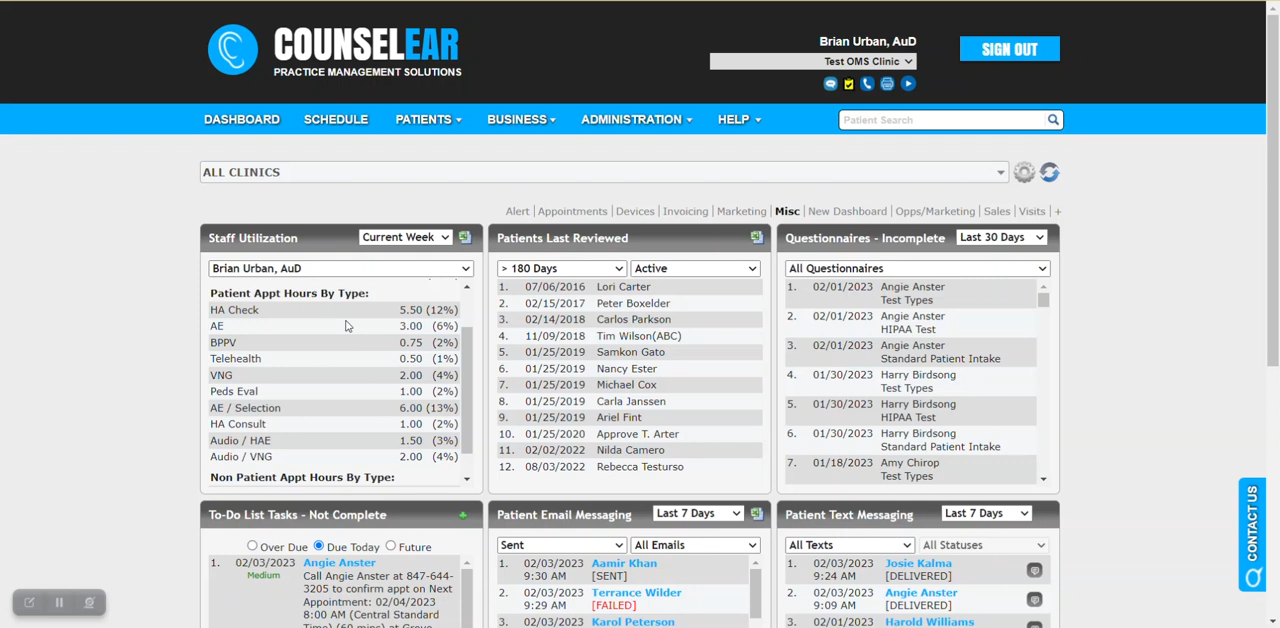 COUNSELEAR
PRACTICE MANAGEMENT SOLUTIONS
Brian Urban, AuD
Test OMS Clinic
SIGN OUT
DASHBOARD SCHEDULE PATIENTS BUSINESS ADMINISTRATION HELP Patient Search
ALL CLINICS
Alert | Appointments | Devices | Invoicing | Marketing | Misc | New Dashboard | Opps/Marketing | Sales | Visits | +
Staff Utilization Current Week
Brian Urban, AuD
Patient Appt Hours By Type:
HA Check 5.50 (12%)
AE 3.00 (6%)
BPPV 0.75 (2%)
Telehealth 0.50 (1%)
VNG 2.00 (4%)
Peds Eval 1.00 (2%)
AE / Selection 6.00 (13%)
HA Consult 1.00 (2%)
Audio / HAE 1.50 (3%)
Audio / VNG 2.00 (4%)
Non Patient Appt Hours By Type:
Patients Last Reviewed
> 180 Days Active
1. 07/06/2016 Lori Carter
2. 02/15/2017 Peter Boxelder
3. 02/14/2018 Carlos Parkson
4. 11/09/2018 Tim Wilson(ABC)
5. 01/25/2019 Samkon Gato
6. 01/25/2019 Nancy Ester
7. 01/25/2019 Michael Cox
8. 01/25/2019 Carla Janssen
9. 01/25/2019 Ariel Fint
10. 01/25/2020 Approve T. Arter
11. 02/02/2022 Nilda Camero
12. 08/03/2022 Rebecca Testurso
Questionnaires - Incomplete Last 30 Days
All Questionnaires
1. 02/01/2023 Angie Anster
Test Types
2. 02/01/2023 Angie Anster
HIPAA Test
3. 02/01/2023 Angie Anster
Standard Patient Intake
4. 01/30/2023 Harry Birdsong
Test Types
5. 01/30/2023 Harry Birdsong
HIPAA Test
6. 01/30/2023 Harry Birdsong
Standard Patient Intake
7. 01/18/2023 Amy Chirop
Test Types
To-Do List Tasks - Not Complete +
Over Due Due Today Future
1. 02/03/2023 Angie Anster
Medium Call Angie Anster at 847-644-
3205 to confirm appt on Next
Appointment: 02/04/2023
8:00 AM (Central Standard
Time) (60 mins) at Grove
Patient Email Messaging Last 7 Days
Sent All Emails
1. 02/03/2023 Aamir Khan
9:30 AM [SENT]
2. 02/03/2023 Terrance Wilder
9:29 AM [FAILED]
3. 02/03/2023 Karol Peterson
Patient Text Messaging Last 7 Days
All Texts All Statuses
1. 02/03/2023 Josie Kalma
9:24 AM [DELIVERED]
2. 02/03/2023 Angie Anster
9:09 AM [DELIVERED]
3. 02/01/2023 Harold Williams
CONTACT US